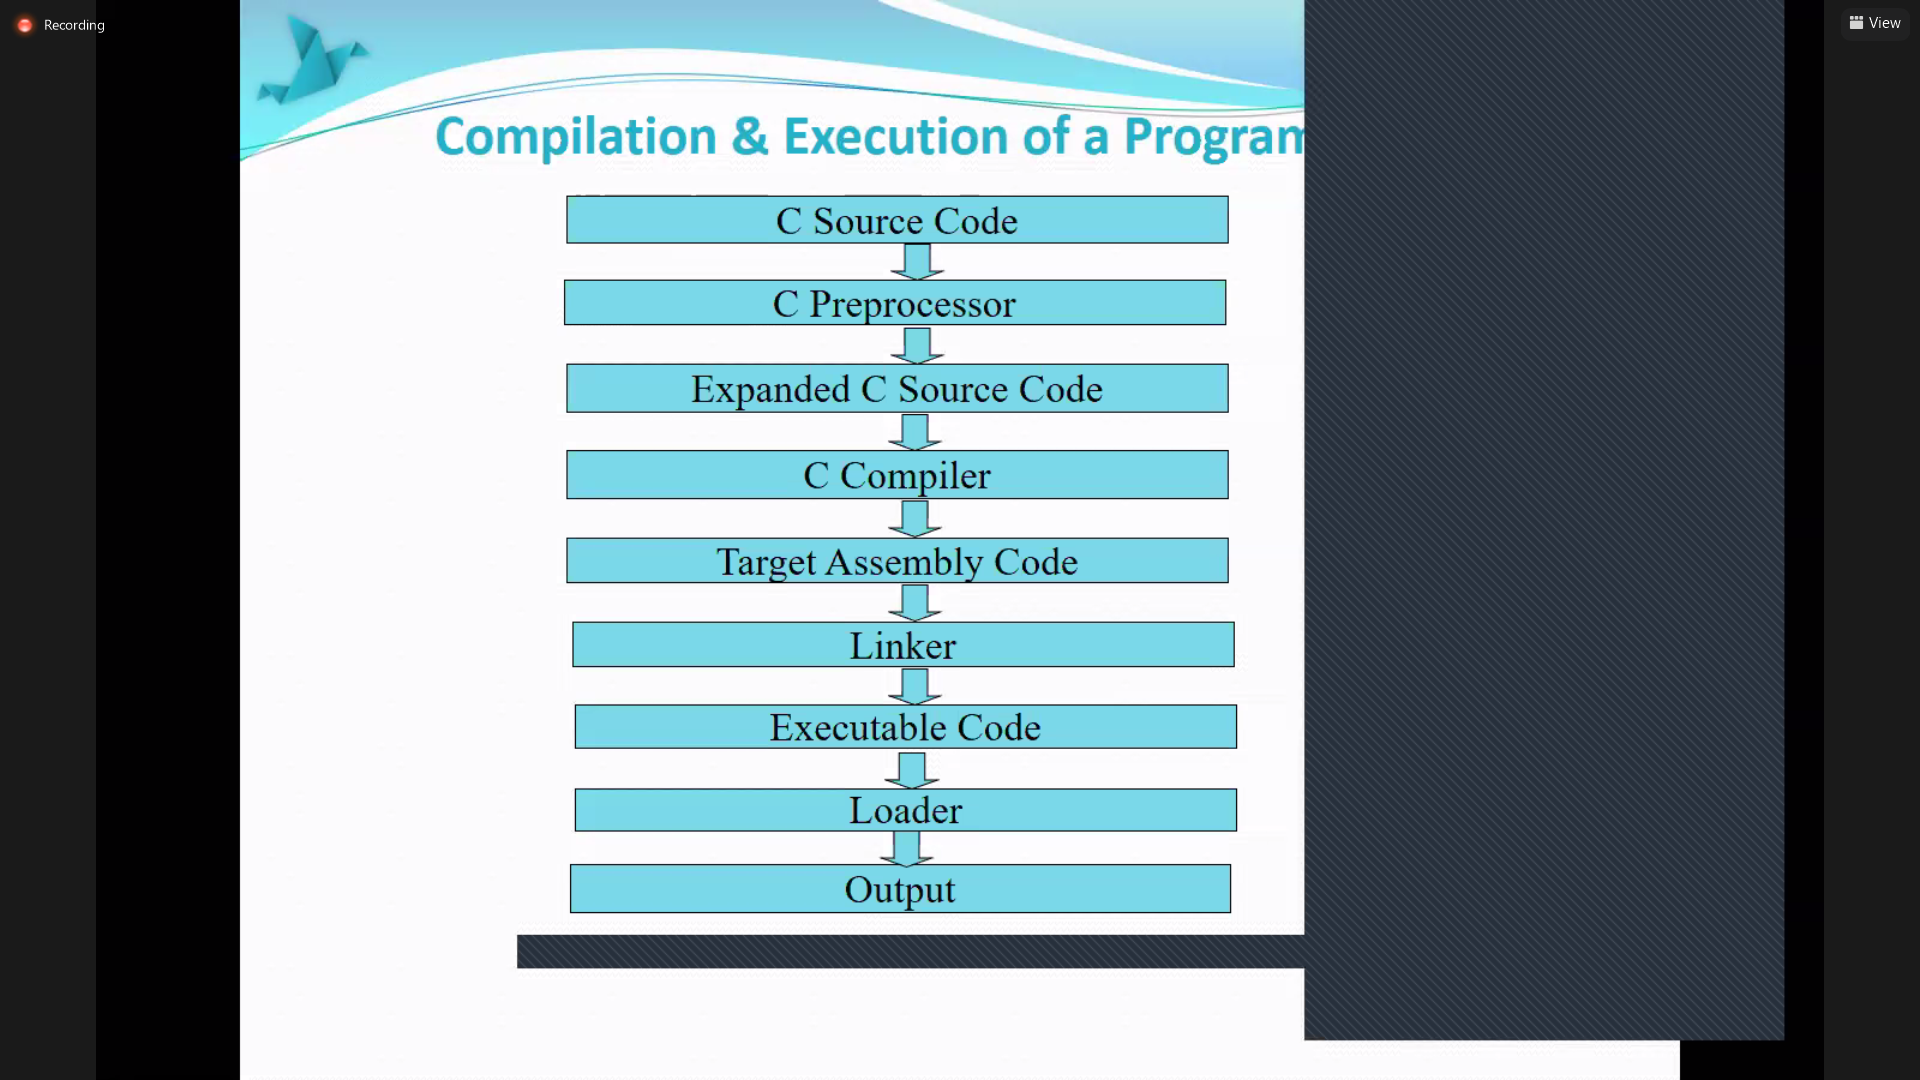 Recording
View
Compilation & Execution of a Program
C Source Code
C Preprocessor
Expanded C Source Code
C Compiler
Target Assembly Code
Linker
Executable Code
Loader
Output